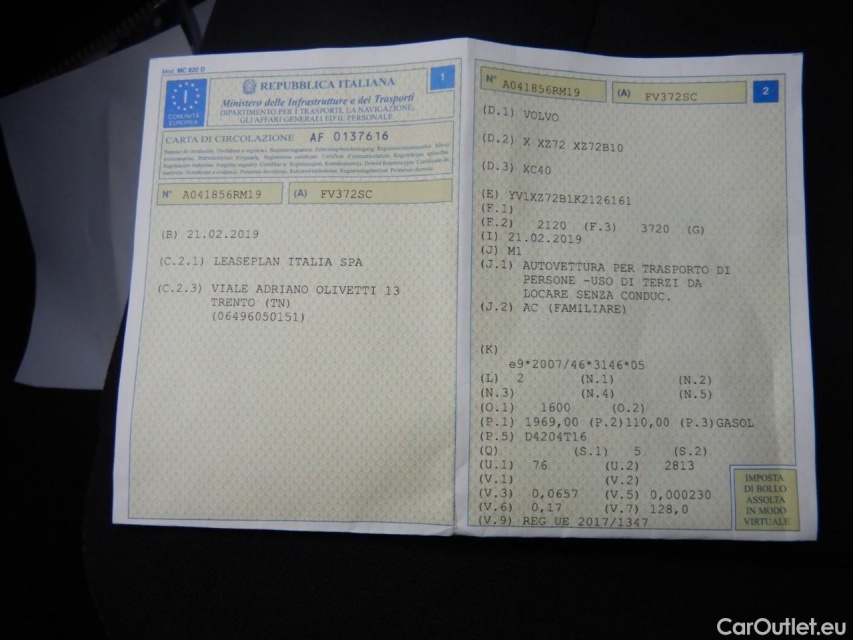 Mod. MC 820 D
REPUBBLICA ITALIANA
1
Ministero delle Infrastrutture e dei Trasporti
DIPARTIMENTO PER I TRASPORTI, LA NAVIGAZIONE,
GLI AFFARI GENERALI ED IL PERSONALE
I
COMUNITÀ
EUROPEA
CARTA DI CIRCOLAZIONE AF 0137616
N° A041856RM19 (A) FV372SC
(B) 21.02.2019
(C.2.1) LEASEPLAN ITALIA SPA
(C.2.3) VIALE ADRIANO OLIVETTI 13
TRENTO (TN)
(06496050151)
N° A041856RM19 (A) FV372SC 2
(D.1) VOLVO
(D.2) X XZ72 XZ72B10
(D.3) XC40
(E) YV1XZ72B1K2126161
(F.1)
(F.2) 2120 (F.3) 3720 (G)
(I) 21.02.2019
(J) M1
(J.1) AUTOVETTURA PER TRASPORTO DI
PERSONE -USO DI TERZI DA
LOCARE SENZA CONDUC.
(J.2) AC (FAMILIARE)
(K)
e9*2007/46*3146*05
(L) 2 (N.1) (N.2)
(N.3) (N.4) (N.5)
(O.1) 1600 (O.2)
(P.1) 1969,00 (P.2)110,00 (P.3)GASOL
(P.5) D4204T16
(Q) (S.1) 5 (S.2)
(U.1) 76 (U.2) 2813
(V.1) (V.2)
(V.3) 0,0657 (V.5) 0,000230
(V.6) 0,17 (V.7) 128,0
(V.9) REG UE 2017/1347
IMPOSTA
DI BOLLO
ASSOLTA
IN MODO
VIRTUALE
CarOutlet.eu